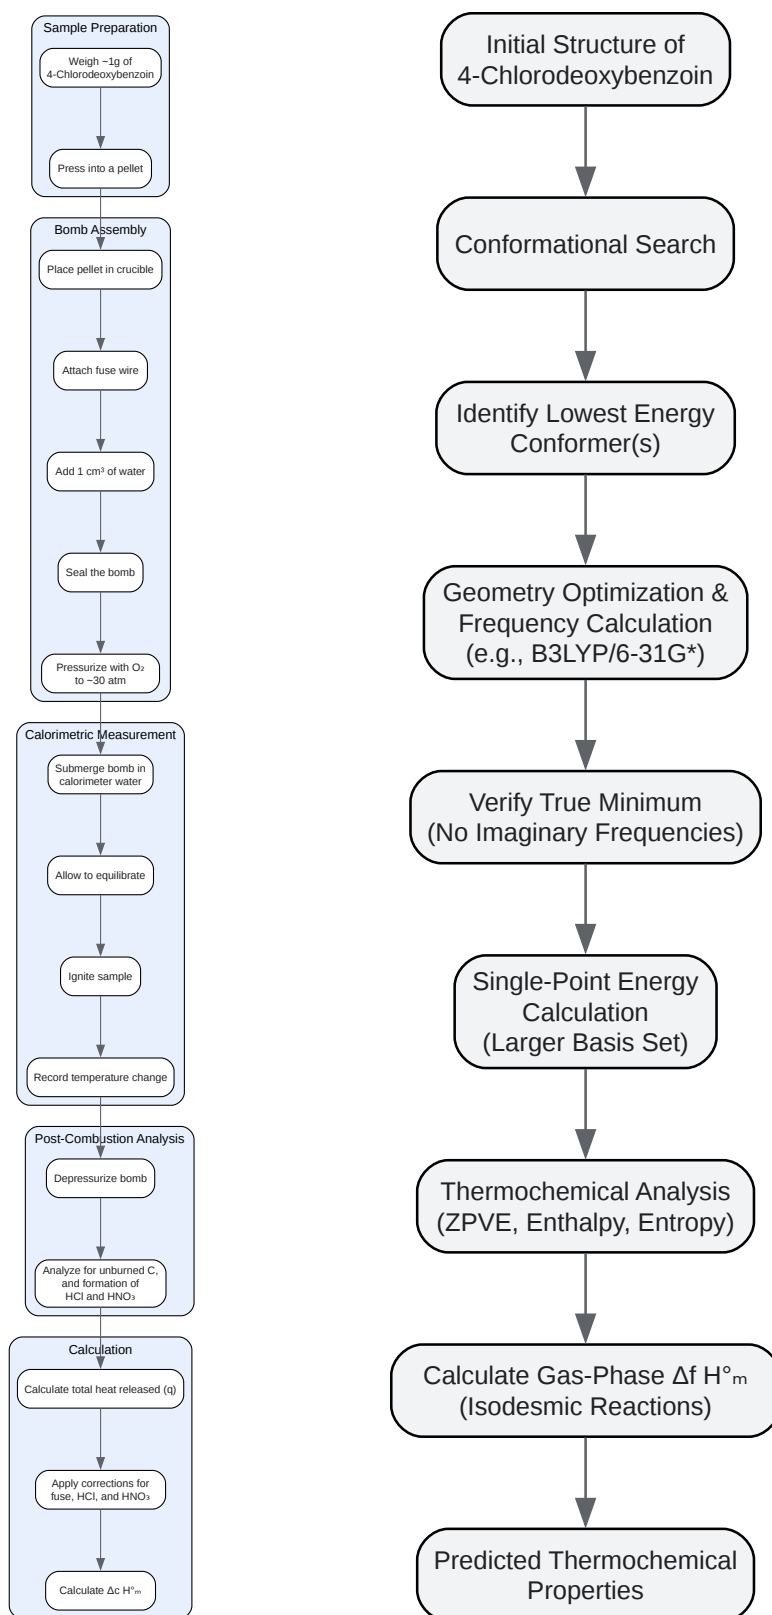 Sample Preparation
Weigh ~1g of
4-Chlorodeoxybenzoin
Press into a pellet
Bomb Assembly
Place pellet in crucible
Attach fuse wire
Add 1 cm³ of water
Seal the bomb
Pressurize with O₂
to ~30 atm
Calorimetric Measurement
Submerge bomb in
calorimeter water
Allow to equilibrate
Ignite sample
Record temperature change
Post-Combustion Analysis
Depressurize bomb
Analyze for unburned C,
and formation of
HCl and HNO₃
Calculation
Calculate total heat released (q)
Apply corrections for
fuse, HCl, and HNO₃
Calculate Δc H°ₘ
Initial Structure of
4-Chlorodeoxybenzoin
Conformational Search
Identify Lowest Energy
Conformer(s)
Geometry Optimization &
Frequency Calculation
(e.g., B3LYP/6-31G*)
Verify True Minimum
(No Imaginary Frequencies)
Single-Point Energy
Calculation
(Larger Basis Set)
Thermochemical Analysis
(ZPVE, Enthalpy, Entropy)
Calculate Gas-Phase Δf H°ₘ
(Isodesmic Reactions)
Predicted Thermochemical
Properties